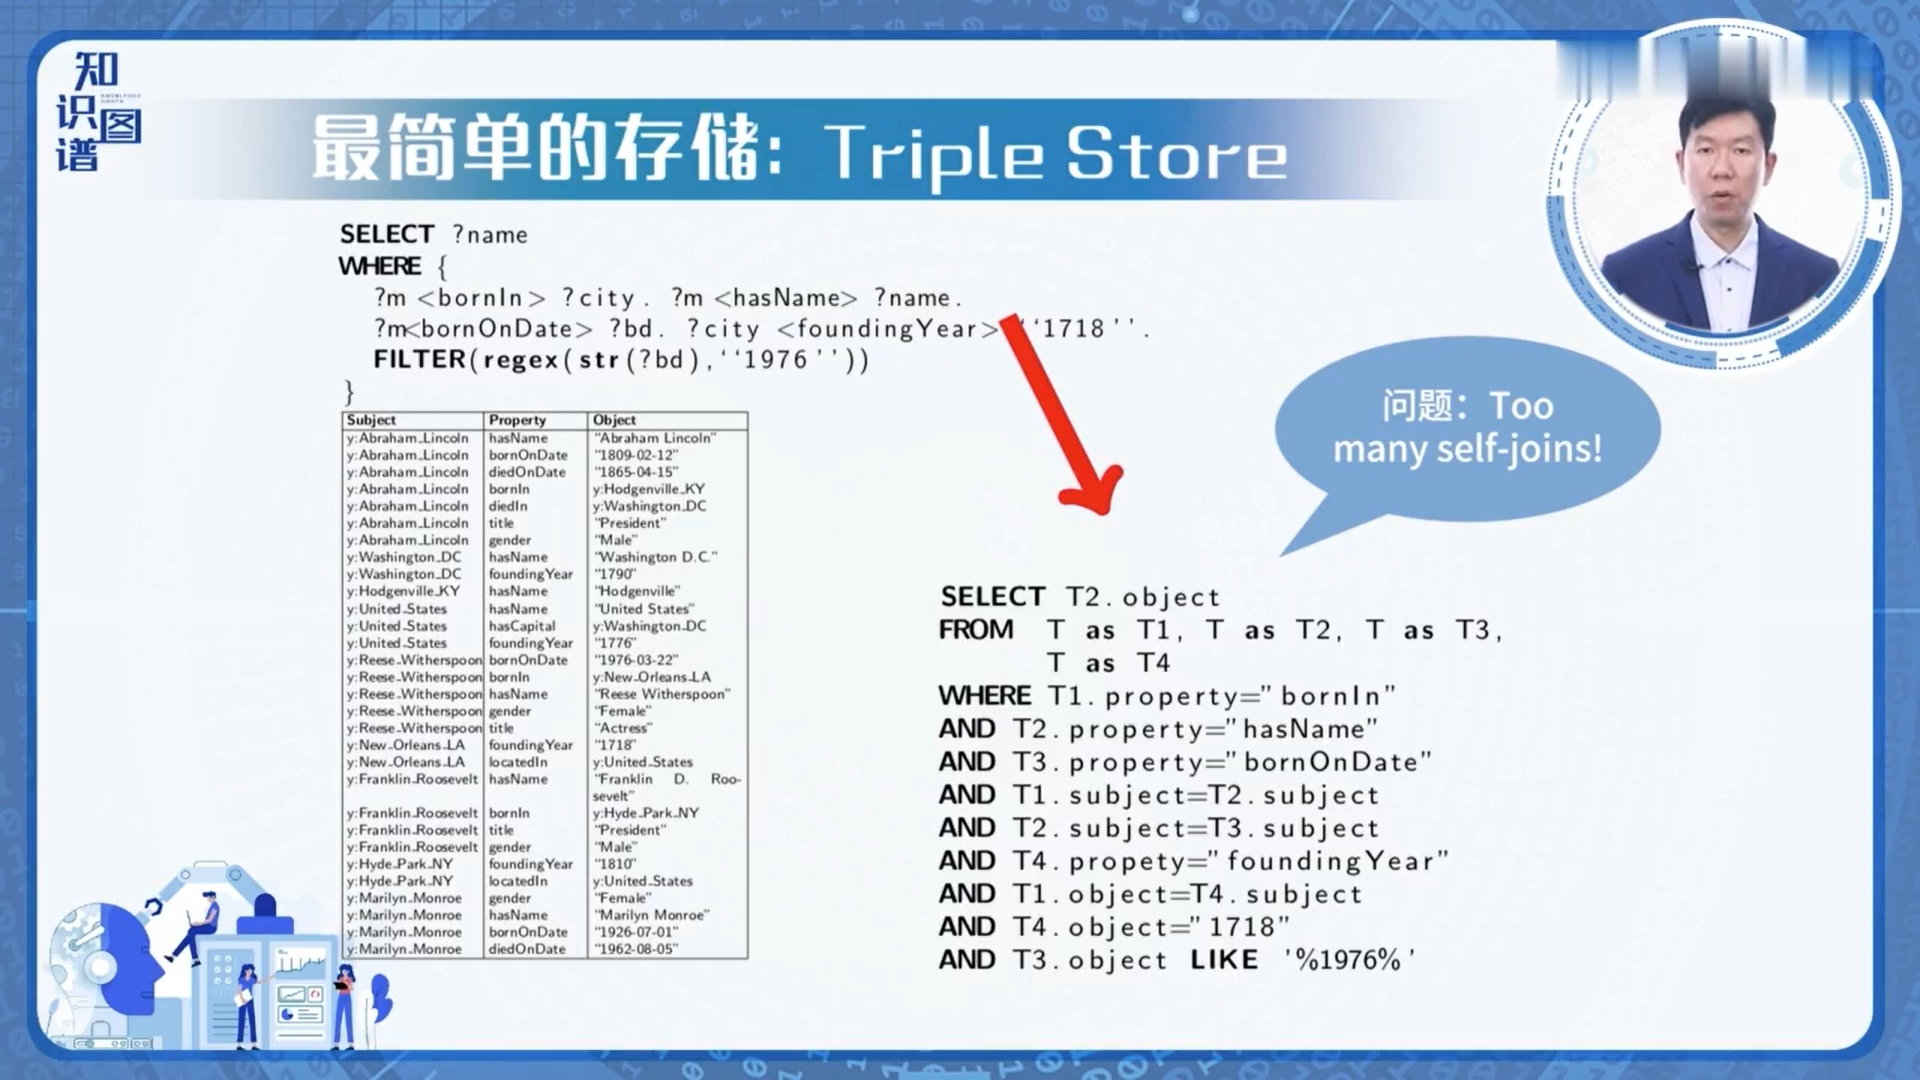 知识图谱
最简单的存储：Triple Store
SELECT ?name
WHERE {
?m <bornIn> ?city. ?m <hasName> ?name.
?m<bornOnDate> ?bd. ?city <foundingYear> ‘‘1718’’.
FILTER(regex(str(?bd),‘‘1976’’))
}
问题：Too
many self-joins!
Subject Property Object
y:Abraham_Lincoln hasName “Abraham Lincoln”
y:Abraham_Lincoln bornOnDate “1809-02-12”
y:Abraham_Lincoln diedOnDate “1865-04-15”
y:Abraham_Lincoln bornIn y:Hodgenville_KY
y:Abraham_Lincoln diedIn y:Washington_DC
y:Abraham_Lincoln title “President”
y:Abraham_Lincoln gender “Male”
y:Washington_DC hasName “Washington D.C.”
y:Washington_DC foundingYear “1790”
y:Hodgenville_KY hasName “Hodgenville”
y:United_States hasName “United States”
y:United_States hasCapital y:Washington_DC
y:United_States foundingYear “1776”
y:Reese_Witherspoon bornOnDate “1976-03-22”
y:Reese_Witherspoon bornIn y:New_Orleans_LA
y:Reese_Witherspoon hasName “Reese Witherspoon”
y:Reese_Witherspoon gender “Female”
y:Reese_Witherspoon title “Actress”
y:New_Orleans_LA foundingYear “1718”
y:New_Orleans_LA locatedIn y:United_States
y:Franklin_Roosevelt hasName “Franklin D. Roo-
sevelt”
y:Franklin_Roosevelt bornIn y:Hyde_Park_NY
y:Franklin_Roosevelt title “President”
y:Franklin_Roosevelt gender “Male”
y:Hyde_Park_NY foundingYear “1810”
y:Hyde_Park_NY locatedIn y:United_States
y:Marilyn_Monroe gender “Female”
y:Marilyn_Monroe hasName “Marilyn Monroe”
y:Marilyn_Monroe bornOnDate “1926-07-01”
y:Marilyn_Monroe diedOnDate “1962-08-05”
SELECT T2.object
FROM T as T1, T as T2, T as T3,
T as T4
WHERE T1.property=”bornIn”
AND T2.property=”hasName”
AND T3.property=”bornOnDate”
AND T1.subject=T2.subject
AND T2.subject=T3.subject
AND T4.propety=”foundingYear”
AND T1.object=T4.subject
AND T4.object=”1718”
AND T3.object LIKE '%1976%'